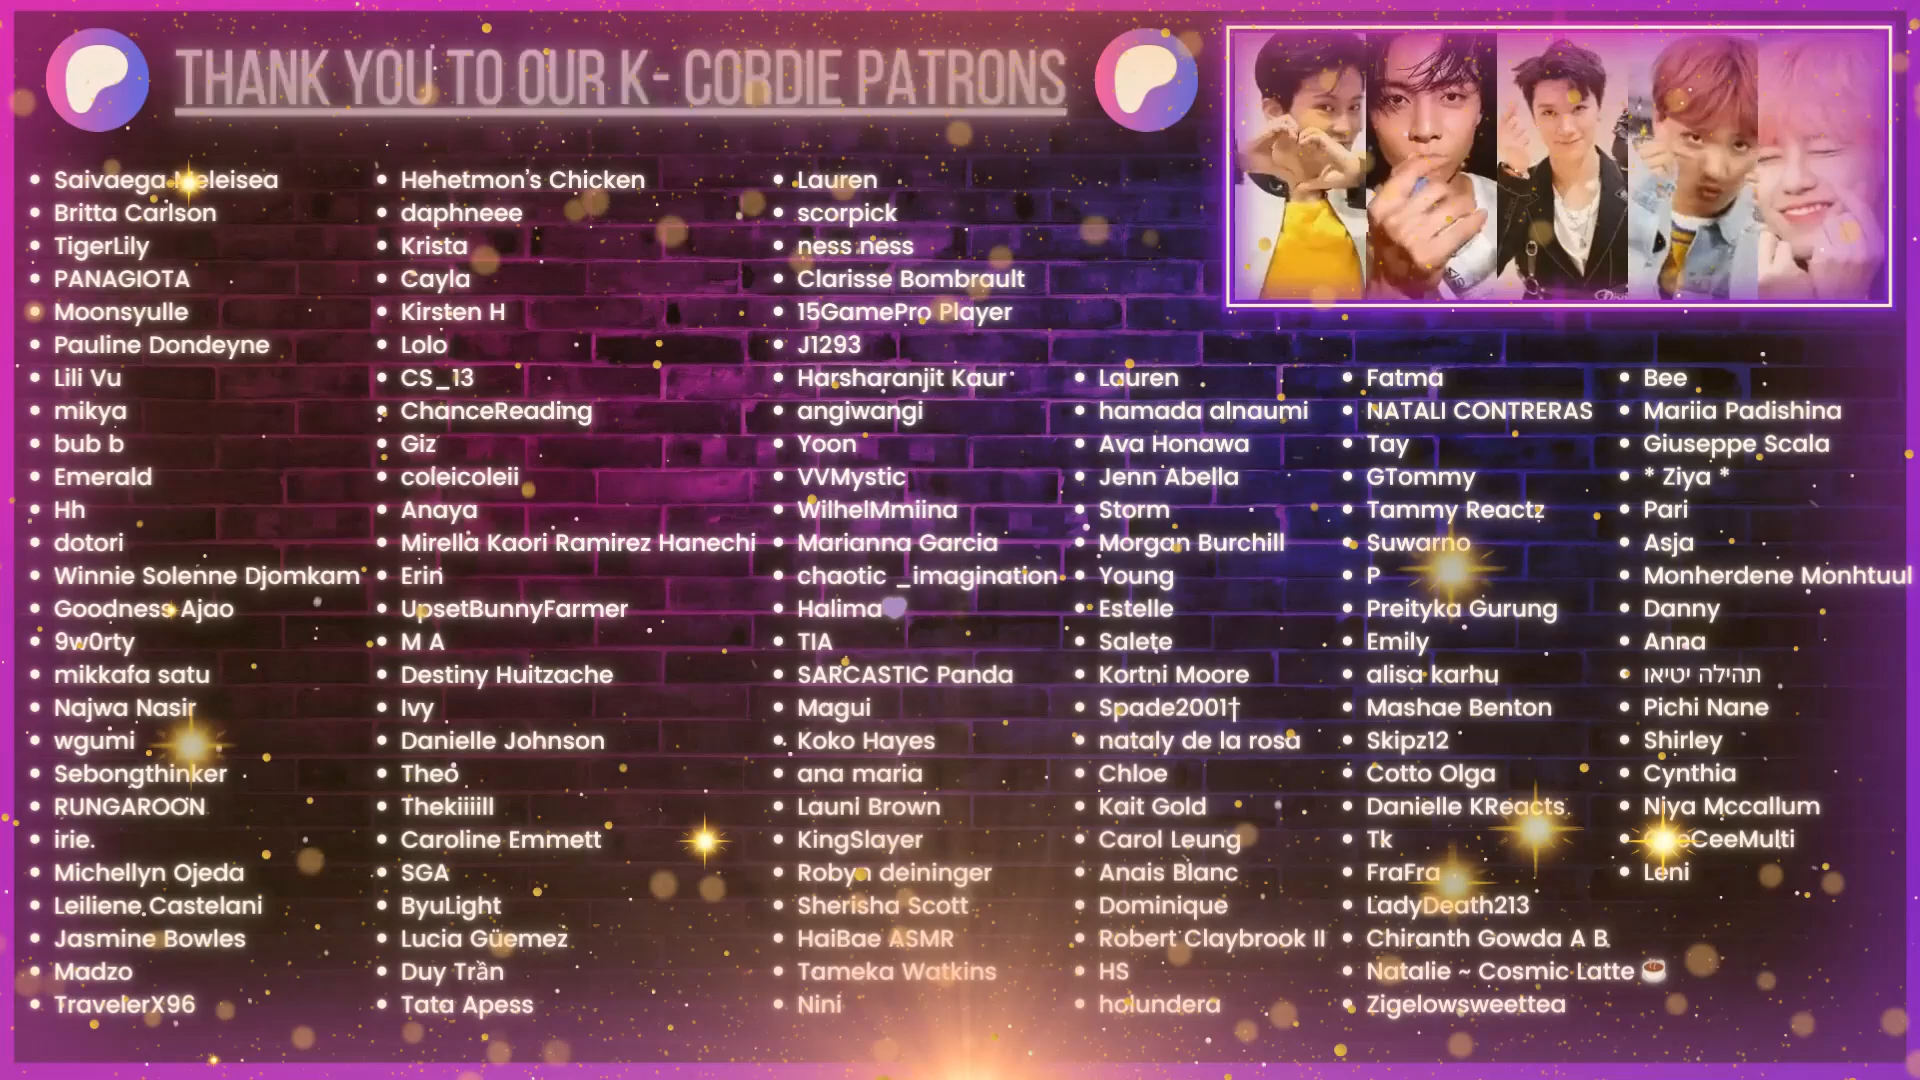 THANK YOU TO OUR K- CORDIE PATRONS
Saivaega
Britta Carlson
TigerLily
PANAGIOTA
Moonsyulle
Pauline Dondeyne
Lili Vu
mikya
bub b
Emerald
Hh
dotori
Winnie Solenne Djomkam
Goodness Ajao
9w0rty
mikkafa satu
Najwa Nasir
wgumi
Sebongthinker
RUNGAROON
irie.
Michellyn Ojeda
Leiliene Castelani
Jasmine Bowles
Madzo
TravelerX96
Hehetmon's Chicken
daphneee
Krista
Cayla
Kirsten H
Lolo
CS_13
ChanceReading
Giz
coleicoleii
Anaya
Mirella Kaori Ramirez Hanechi
Erin
UpsetBunnyFarmer
M A
Destiny Huitzache
Ivy
Danielle Johnson
Theo
Thekiiiill
Caroline Emmett
SGA
ByuLight
Lucia Güemez
Duy Trần
Tata Apess
Lauren
scorpick
ness ness
Clarisse Bombrault
15GamePro Player
J1293
Harsharanjit Kaur
angiwangi
Yoon
VVMystic
WilhelMmiina
Marianna Garcia
chaotic _imagination
Halima💜
TIA
SARCASTIC Panda
Magui
Koko Hayes
ana maria
Launi Brown
KingSlayer
Robyn deininger
Sherisha Scott
HaiBae ASMR
Tameka Watkins
Nini
Lauren
hamada alnaumi
Ava Honawa
Jenn Abella
Storm
Morgan Burchill
Young
Estelle
Salete
Kortni Moore
Spade2001†
nataly de la rosa
Chloe
Kait Gold
Carol Leung
Anais Blanc
Dominique
Robert Claybrook II
HS
holundera
Fatma
NATALI CONTRERAS
Tay
GTommy
Tammy Reactz
Suwarno
P
Preityka Gurung
Emily
alisa karhu
Mashae Benton
Skipz12
Cotto Olga
Danielle KReacts
Tk
FraFra
LadyDeath213
Chiranth Gowda A B
Natalie ~ Cosmic Latte ☕
Zigelowsweettea
Bee
Mariia Padishina
Giuseppe Scala
* Ziya *
Pari
Asja
Monherdene Monhtuul
Danny
Anna
תהילה יטיאו
Pichi Nane
Shirley
Cynthia
Niya Mccallum
Leni